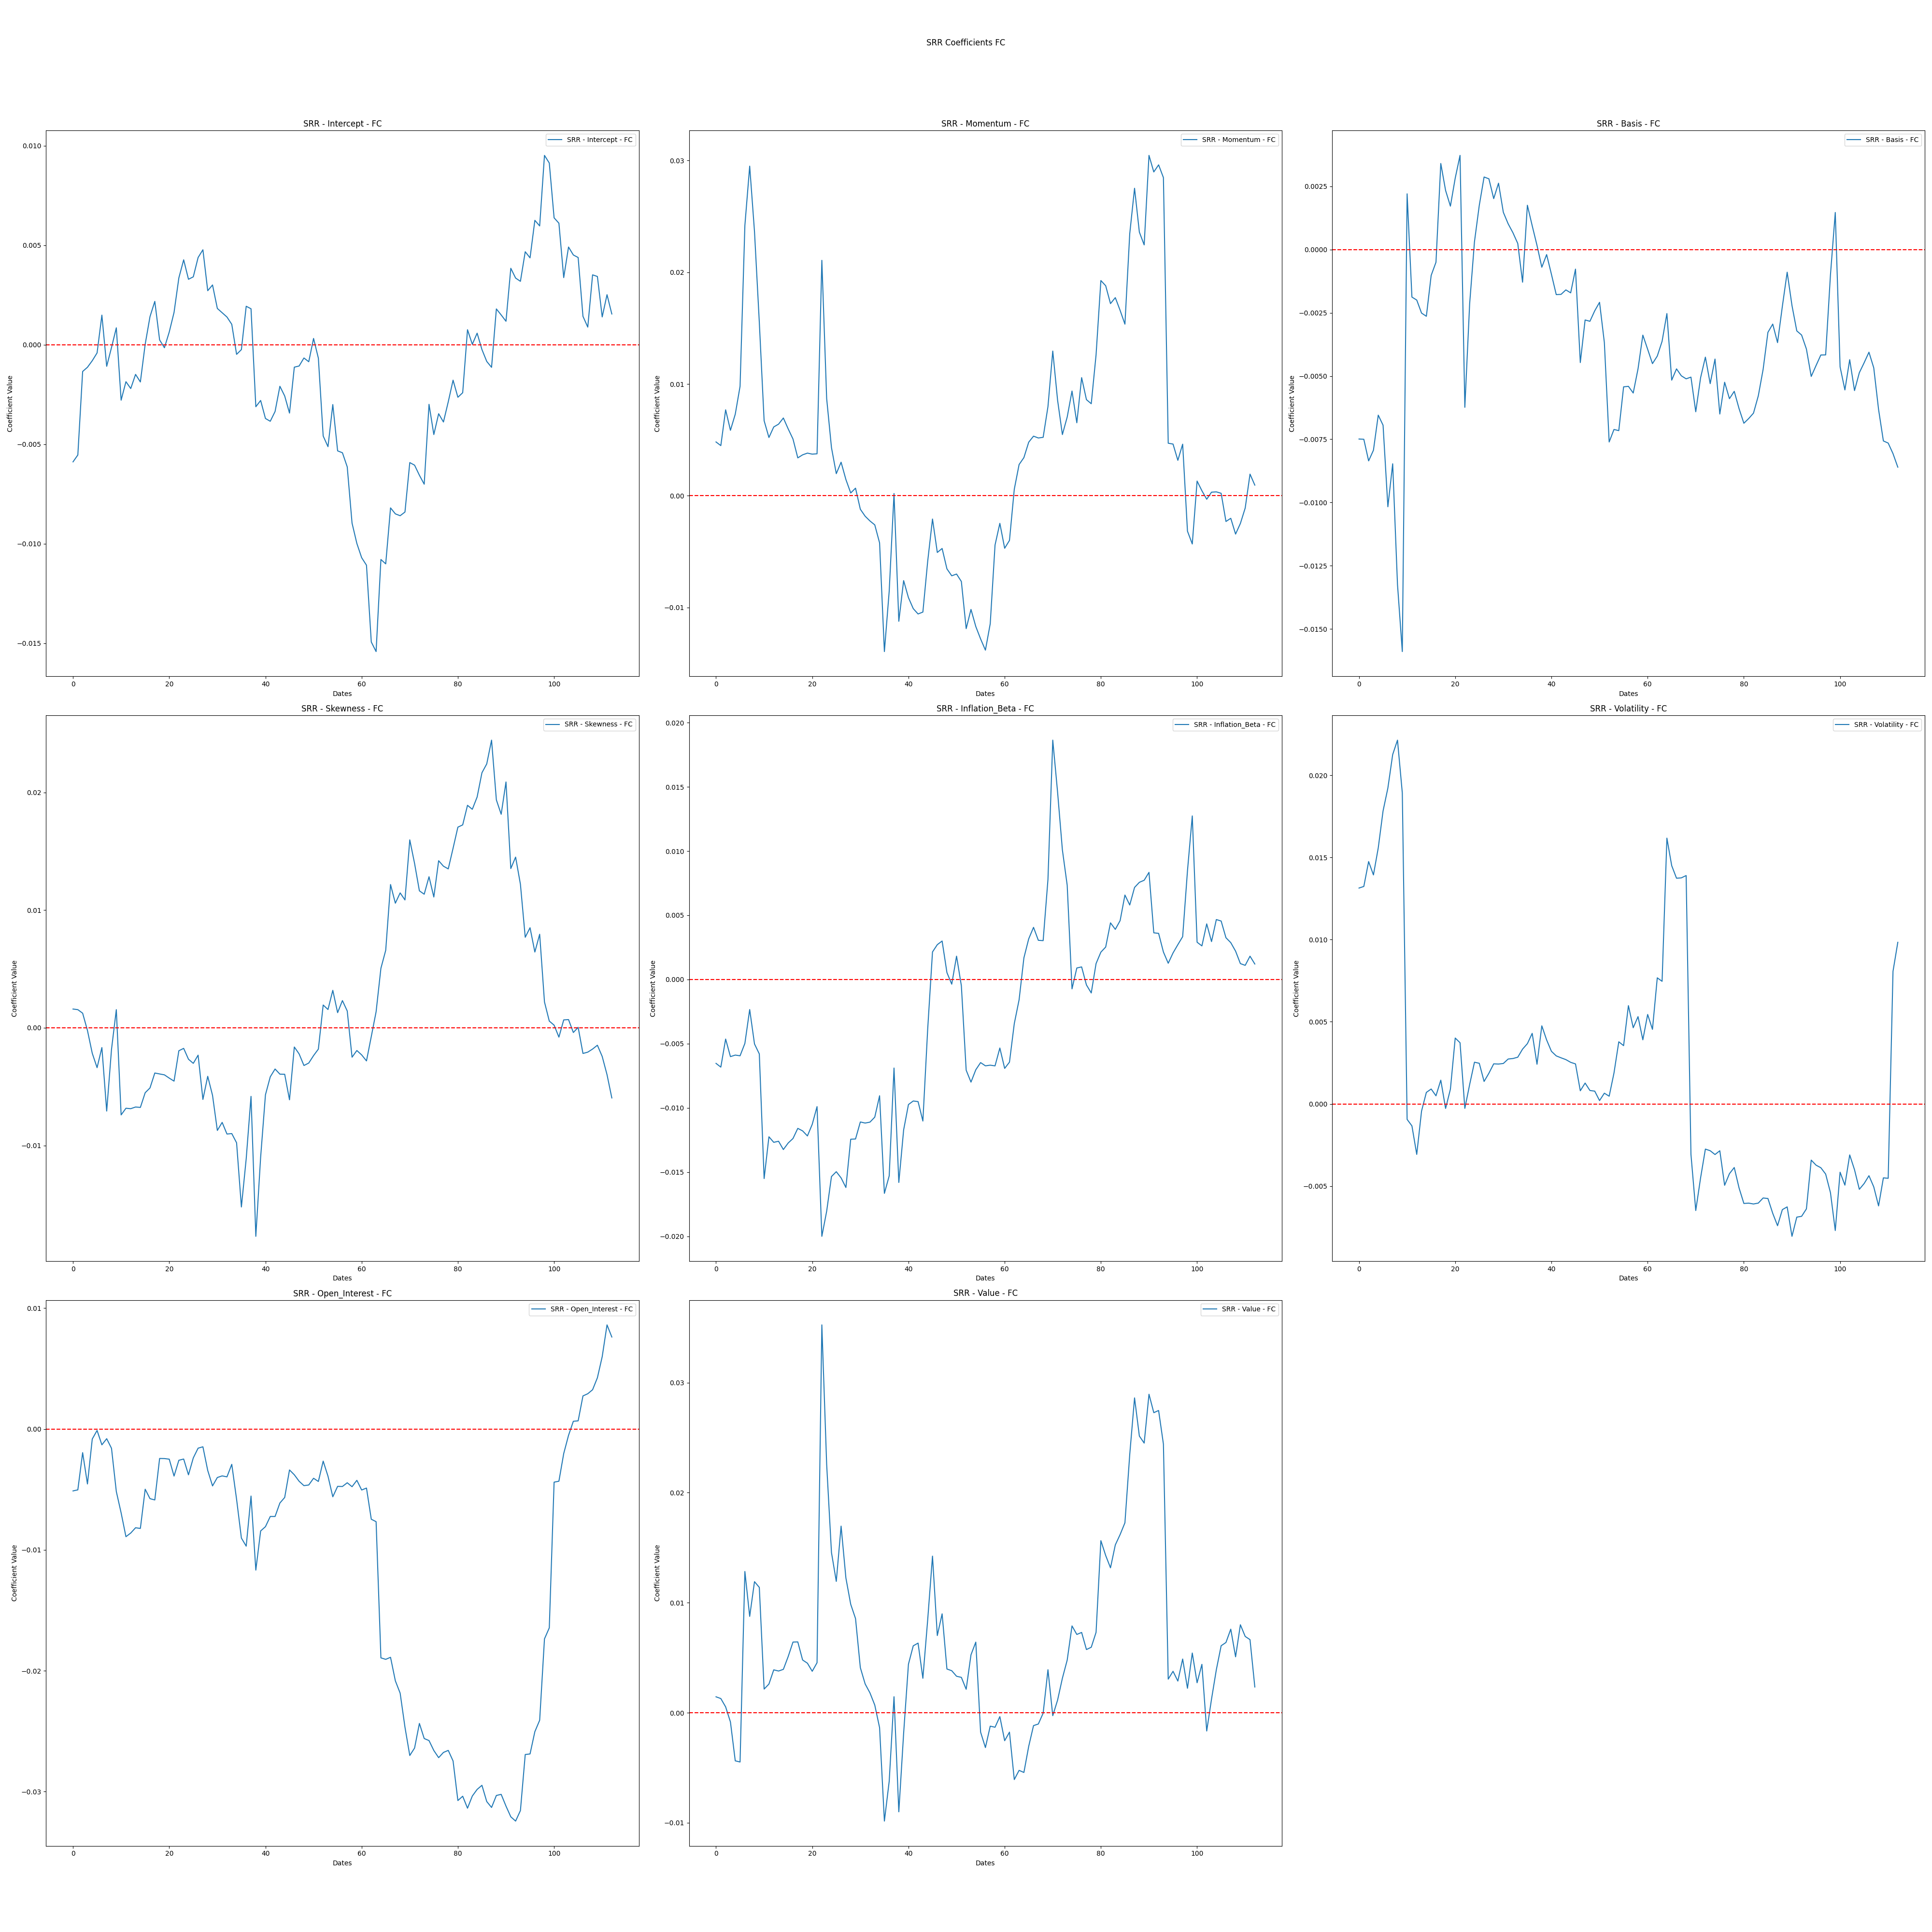 SRR Coefficients FC
SRR - Intercept - FC
SRR - Intercept - FC
0.010
0.005
0.000
−0.005
−0.010
−0.015
Coefficient Value
0 20 40 60 80 100
Dates
SRR - Momentum - FC
SRR - Momentum - FC
0.03
0.02
0.01
0.00
−0.01
Coefficient Value
0 20 40 60 80 100
Dates
SRR - Basis - FC
SRR - Basis - FC
0.0025
0.0000
−0.0025
−0.0050
−0.0075
−0.0100
−0.0125
−0.0150
Coefficient Value
0 20 40 60 80 100
Dates
SRR - Skewness - FC
SRR - Skewness - FC
0.02
0.01
0.00
−0.01
Coefficient Value
0 20 40 60 80 100
Dates
SRR - Inflation_Beta - FC
SRR - Inflation_Beta - FC
0.020
0.015
0.010
0.005
0.000
−0.005
−0.010
−0.015
−0.020
Coefficient Value
0 20 40 60 80 100
Dates
SRR - Volatility - FC
SRR - Volatility - FC
0.020
0.015
0.010
0.005
0.000
−0.005
Coefficient Value
0 20 40 60 80 100
Dates
SRR - Open_Interest - FC
SRR - Open_Interest - FC
0.01
0.00
−0.01
−0.02
−0.03
Coefficient Value
0 20 40 60 80 100
Dates
SRR - Value - FC
SRR - Value - FC
0.03
0.02
0.01
0.00
−0.01
Coefficient Value
0 20 40 60 80 100
Dates